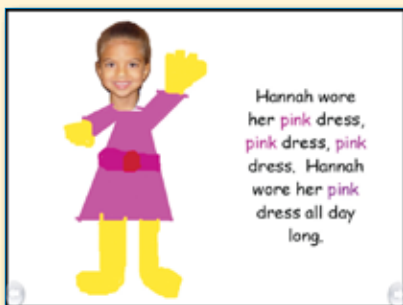 Hannah wore
her pink dress,
pink dress, pink
dress. Hannah
wore her pink
dress all day
long.